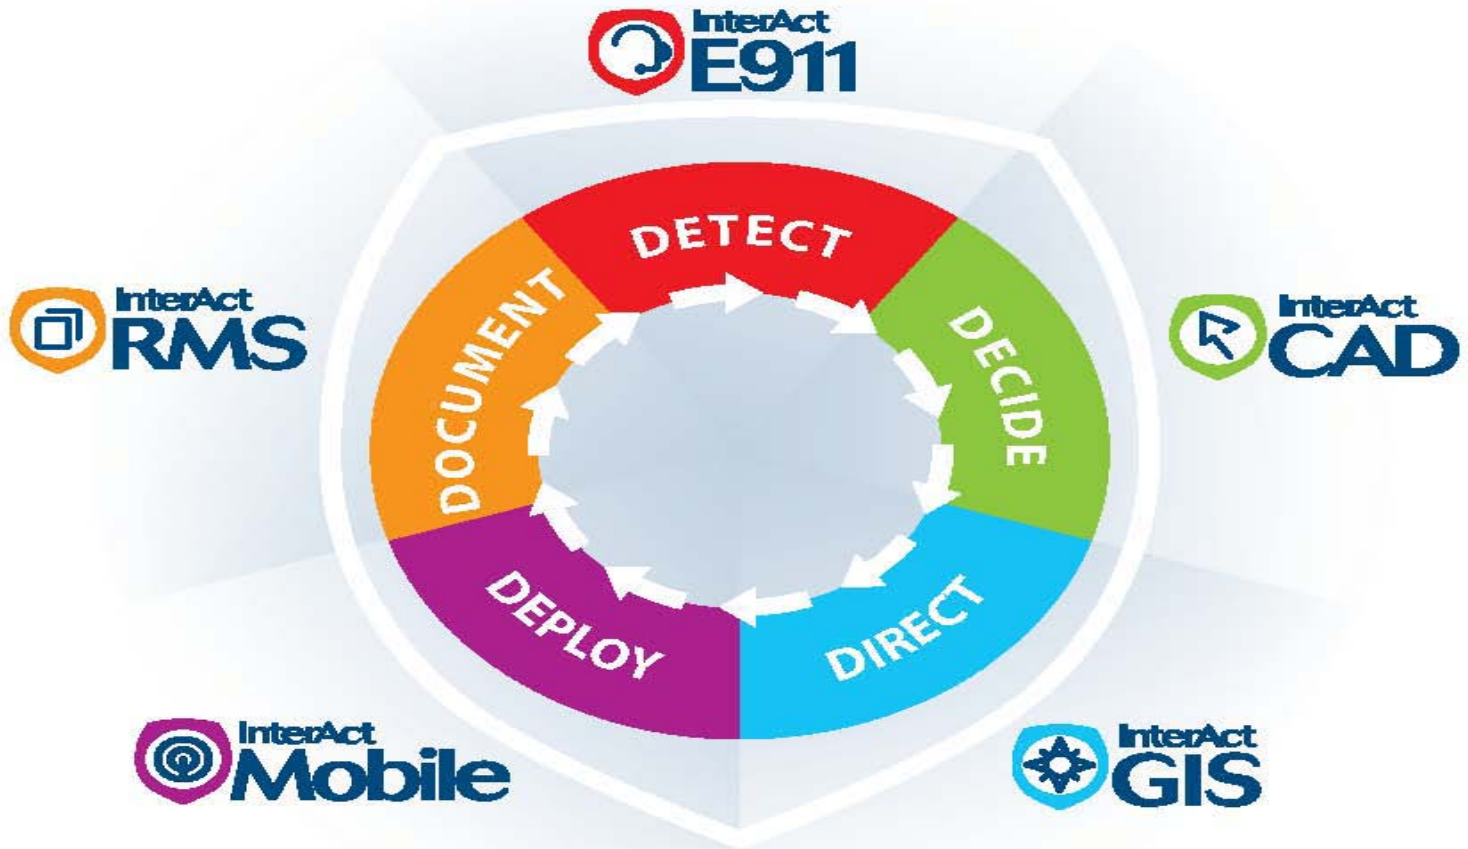 InterAct
E911
DETECT
InterAct
RMS
DOCUMENT
DECIDE
InterAct
CAD
DEPLOY
DIRECT
InterAct
Mobile
InterAct
GIS